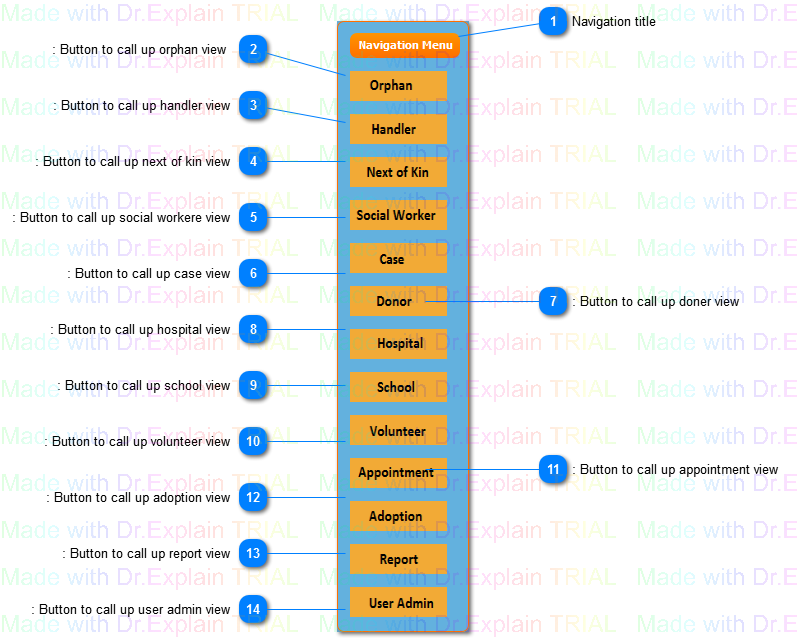 Made with Dr.Explain TRIAL
1 Navigation title
Navigation Menu
: Button to call up orphan view 2
Orphan
: Button to call up handler view 3
Handler
: Button to call up next of kin view 4
Next of Kin
: Button to call up social workere view 5
Social Worker
: Button to call up case view 6
Case
Donor
7 : Button to call up doner view
: Button to call up hospital view 8
Hospital
: Button to call up school view 9
School
: Button to call up volunteer view 10
Volunteer
Appointment
11 : Button to call up appointment view
: Button to call up adoption view 12
Adoption
: Button to call up report view 13
Report
: Button to call up user admin view 14
User Admin